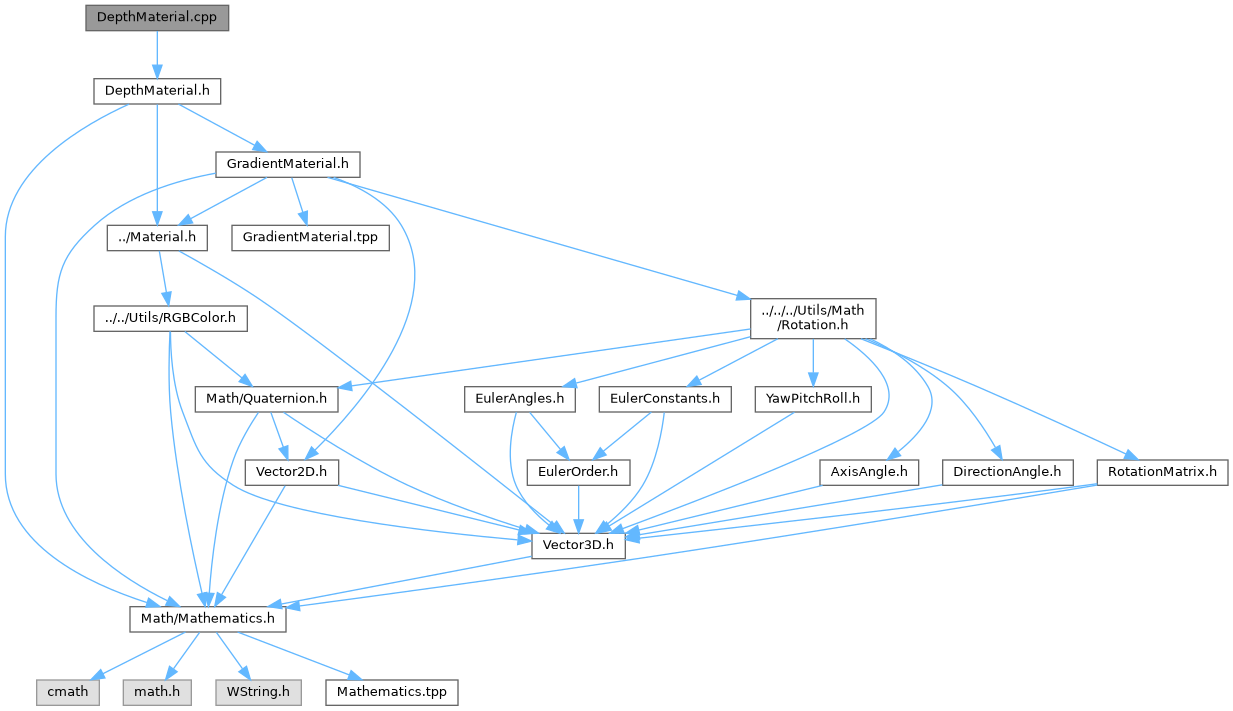 DepthMaterial.cpp
DepthMaterial.h
GradientMaterial.h
../Material.h
GradientMaterial.tpp
../../Utils/RGBColor.h
../../../Utils/Math
/Rotation.h
Math/Quaternion.h
EulerAngles.h
EulerConstants.h
YawPitchRoll.h
Vector2D.h
EulerOrder.h
AxisAngle.h
DirectionAngle.h
RotationMatrix.h
Vector3D.h
Math/Mathematics.h
cmath
math.h
WString.h
Mathematics.tpp